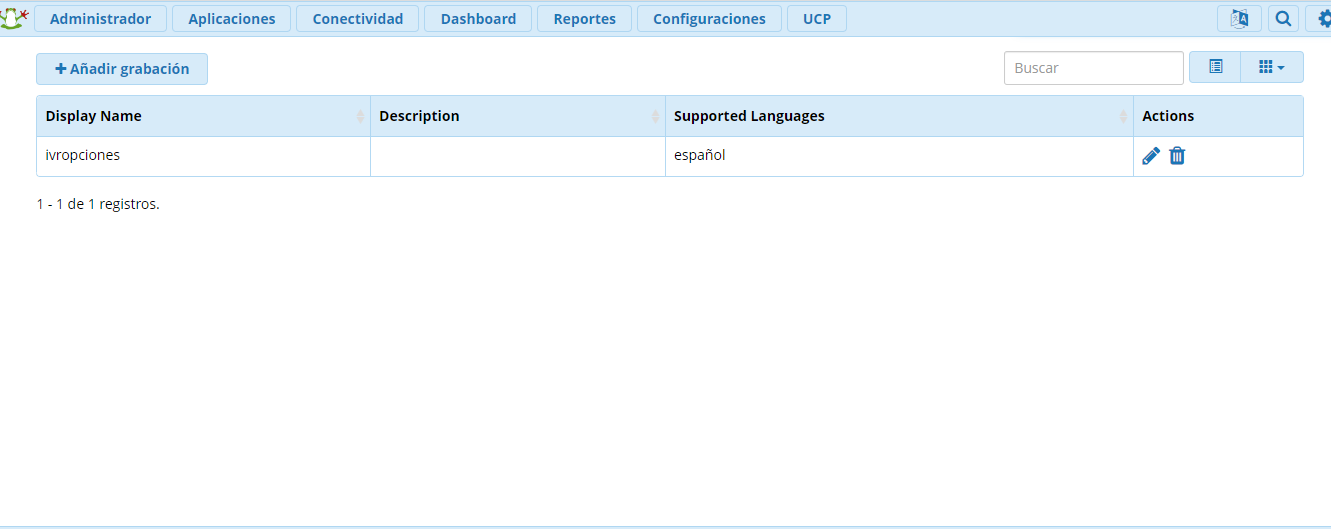 Administrador Aplicaciones Conectividad Dashboard Reportes Configuraciones UCP
Añadir grabación Buscar
Display Name Description Supported Languages Actions
ivropciones español
1 - 1 de 1 registros.